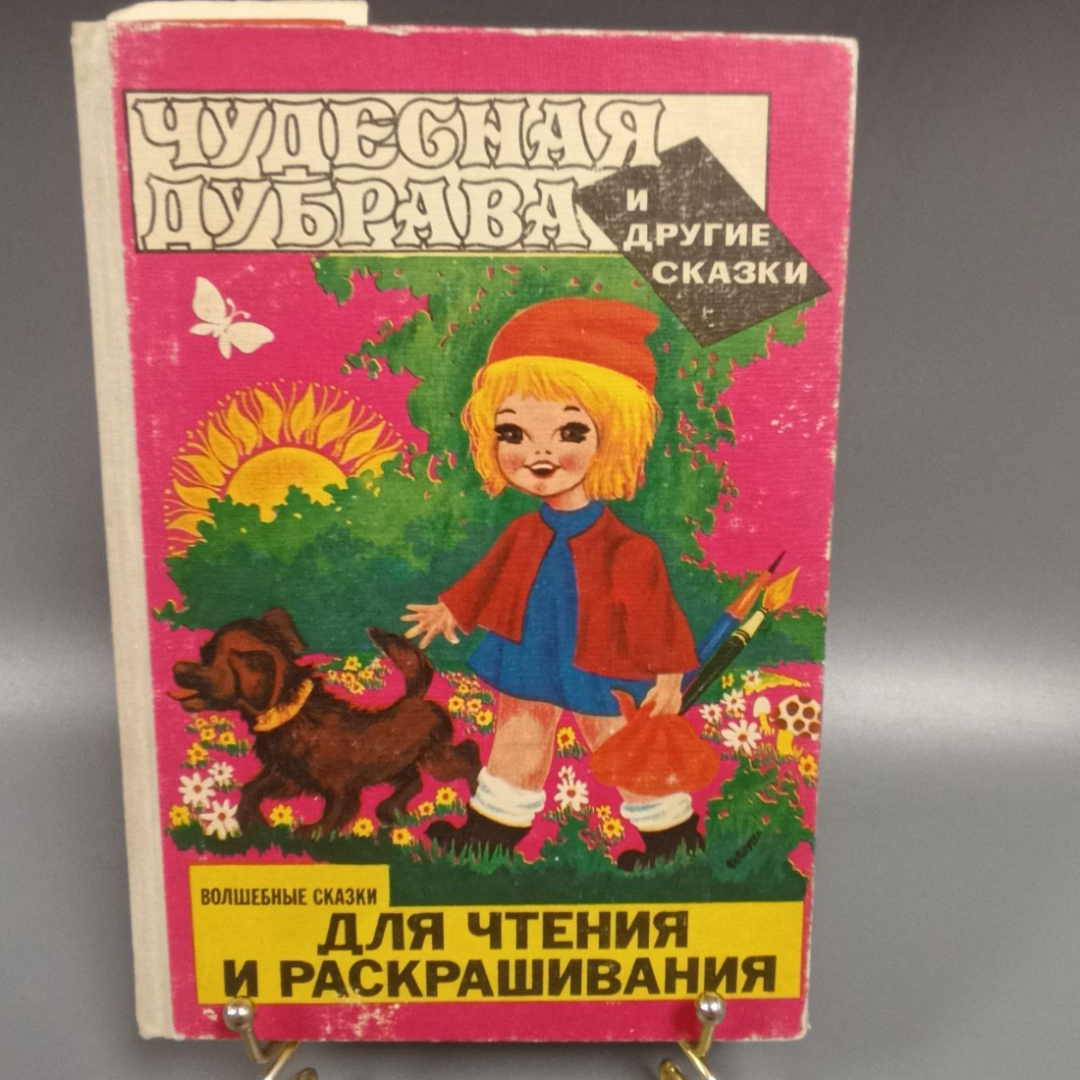 ЧУДЕСНАЯ
ДУБРАВА
И
ДРУГИЕ
СКАЗКИ
ВОЛШЕБНЫЕ СКАЗКИ
ДЛЯ ЧТЕНИЯ
И РАСКРАШИВАНИЯ